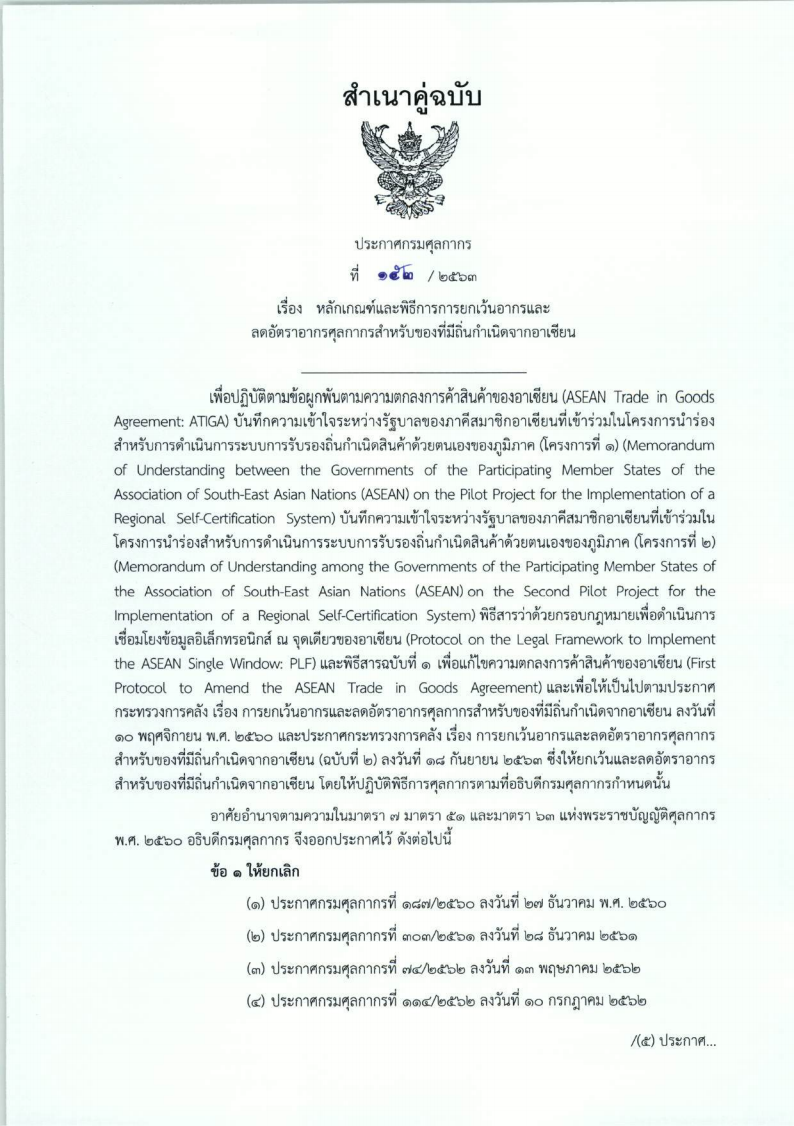 สำเนาคู่ฉบับ
ประกาศกรมศุลกากร
ที่ ๑๕๒ / ๒๕๖๓
เรื่อง หลักเกณฑ์และพิธีการการยกเว้นอากรและ
ลดอัตราอากรศุลกากรสำหรับของที่มีถิ่นกำเนิดจากอาเซียน
เพื่อปฏิบัติตามข้อผูกพันตามความตกลงการค้าสินค้าของอาเซียน (ASEAN Trade in Goods
Agreement: ATIGA) บันทึกความเข้าใจระหว่างรัฐบาลของภาคีสมาชิกอาเซียนที่เข้าร่วมในโครงการนำร่อง
สำหรับการดำเนินการระบบการรับรองถิ่นกำเนิดสินค้าด้วยตนเองของภูมิภาค (โครงการที่ ๑) (Memorandum
of Understanding between the Governments of the Participating Member States of the
Association of South-East Asian Nations (ASEAN) on the Pilot Project for the Implementation of a
Regional Self-Certification System) บันทึกความเข้าใจระหว่างรัฐบาลของภาคีสมาชิกอาเซียนที่เข้าร่วมใน
โครงการนำร่องสำหรับการดำเนินการระบบการรับรองถิ่นกำเนิดสินค้าด้วยตนเองของภูมิภาค (โครงการที่ ๒)
(Memorandum of Understanding among the Governments of the Participating Member States of
the Association of South-East Asian Nations (ASEAN) on the Second Pilot Project for the
Implementation of a Regional Self-Certification System) พิธีสารว่าด้วยกรอบกฎหมายเพื่อดำเนินการ
เชื่อมโยงข้อมูลอิเล็กทรอนิกส์ ณ จุดเดียวของอาเซียน (Protocol on the Legal Framework to Implement
the ASEAN Single Window: PLF) และพิธีสารฉบับที่ ๑ เพื่อแก้ไขความตกลงการค้าสินค้าของอาเซียน (First
Protocol to Amend the ASEAN Trade in Goods Agreement) และเพื่อให้เป็นไปตามประกาศ
กระทรวงการคลัง เรื่อง การยกเว้นอากรและลดอัตราอากรศุลกากรสำหรับของที่มีถิ่นกำเนิดจากอาเซียน ลงวันที่
๑๐ พฤศจิกายน พ.ศ. ๒๕๖๐ และประกาศกระทรวงการคลัง เรื่อง การยกเว้นอากรและลดอัตราอากรศุลกากร
สำหรับของที่มีถิ่นกำเนิดจากอาเซียน (ฉบับที่ ๒) ลงวันที่ ๑๘ กันยายน ๒๕๖๓ ซึ่งให้ยกเว้นและลดอัตราอากร
สำหรับของที่มีถิ่นกำเนิดจากอาเซียน โดยให้ปฏิบัติพิธีการศุลกากรตามที่อธิบดีกรมศุลกากรกำหนดนั้น
อาศัยอำนาจตามความในมาตรา ๗ มาตรา ๕๑ และมาตรา ๖๓ แห่งพระราชบัญญัติศุลกากร
พ.ศ. ๒๕๖๐ อธิบดีกรมศุลกากร จึงออกประกาศไว้ ดังต่อไปนี้
ข้อ ๑ ให้ยกเลิก
(๑) ประกาศกรมศุลกากรที่ ๑๘๗/๒๕๖๐ ลงวันที่ ๒๗ ธันวาคม พ.ศ. ๒๕๖๐
(๒) ประกาศกรมศุลกากรที่ ๓๐๓/๒๕๖๑ ลงวันที่ ๒๘ ธันวาคม ๒๕๖๑
(๓) ประกาศกรมศุลกากรที่ ๗๔/๒๕๖๒ ลงวันที่ ๑๓ พฤษภาคม ๒๕๖๒
(๔) ประกาศกรมศุลกากรที่ ๑๑๔/๒๕๖๒ ลงวันที่ ๑๐ กรกฎาคม ๒๕๖๒
/(๕) ประกาศ...